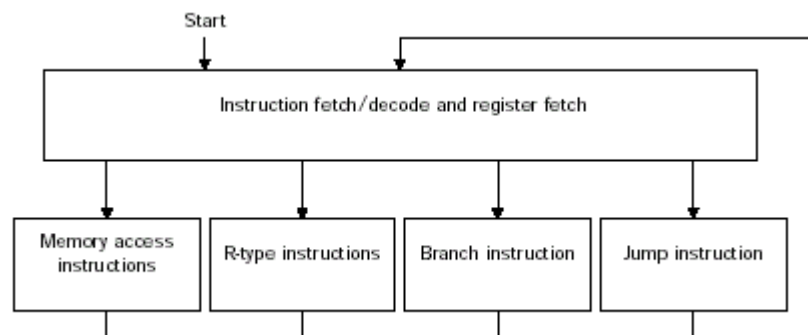 Start
Instruction fetch/decode and register fetch
Memory access
instructions
R-type instructions
Branch instruction
Jump instruction